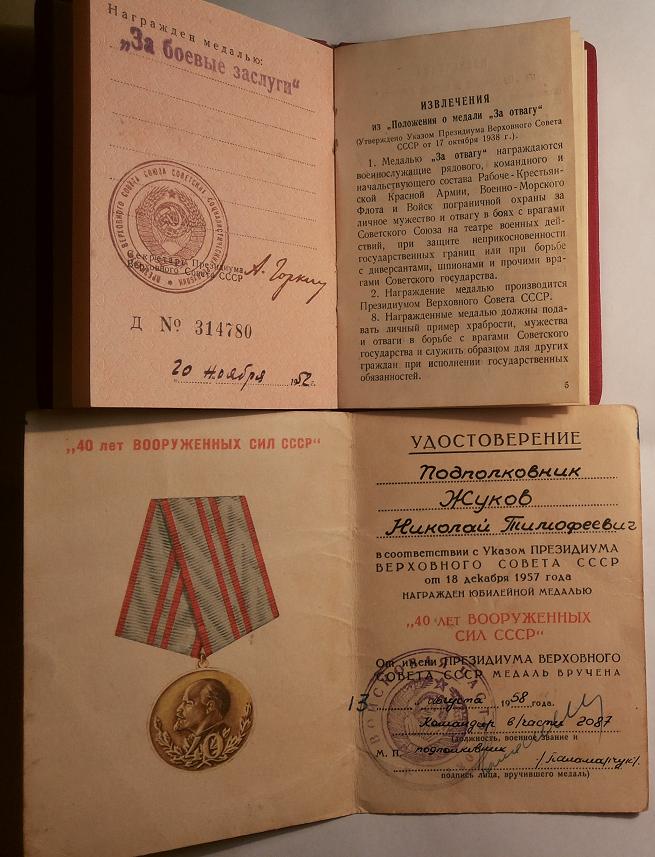 Награжден медалью:
„За боевые заслуги“
Секретарь Президиума
Верховного Совета СССР
А. Горкин
Д № 314780
„20 ноября 1952 г.
ИЗВЛЕЧЕНИЯ
из „Положения о медали „За отвагу“
(Утверждено Указом Президиума Верховного Совета
СССР от 17 октября 1938 г.)
1. Медалью „За отвагу“ награждаются
военнослужащие рядового, командного и
начальствующего состава Рабоче-Крестьян-
ской Красной Армии, Военно-Морского
Флота и Войск пограничной охраны за
личное мужество и отвагу в боях с врагами
Советского Союза на театре военных дей-
ствий, при защите неприкосновенности
государственных границ или при борьбе
с диверсантами, шпионами и прочими вра-
гами Советского государства.
2. Награждение медалью производится
Президиумом Верховного Совета СССР.
8. Награжденные медалью должны пода-
вать личный пример храбрости, мужества
и отваги в борьбе с врагами Советского
государства и служить образцом для других
граждан при исполнении государственных
обязанностей.
5
„40 лет ВООРУЖЕННЫХ СИЛ СССР“
40
УДОСТОВЕРЕНИЕ
Подполковник
Жуков
Николай Тимофеевич
в соответствии с Указом ПРЕЗИДИУМА
ВЕРХОВНОГО СОВЕТА СССР
от 18 декабря 1957 года
НАГРАЖДЕН ЮБИЛЕЙНОЙ МЕДАЛЬЮ
„40 лет ВООРУЖЕННЫХ
СИЛ СССР“
От имени ПРЕЗИДИУМА ВЕРХОВНОГО
СОВЕТА СССР МЕДАЛЬ ВРУЧЕНА
13 августа 1958 года.
Командир в/части 2087
(должность, военное звание и
М. П. подполковник /Паламарчук/.
подпись лица, вручившего медаль)